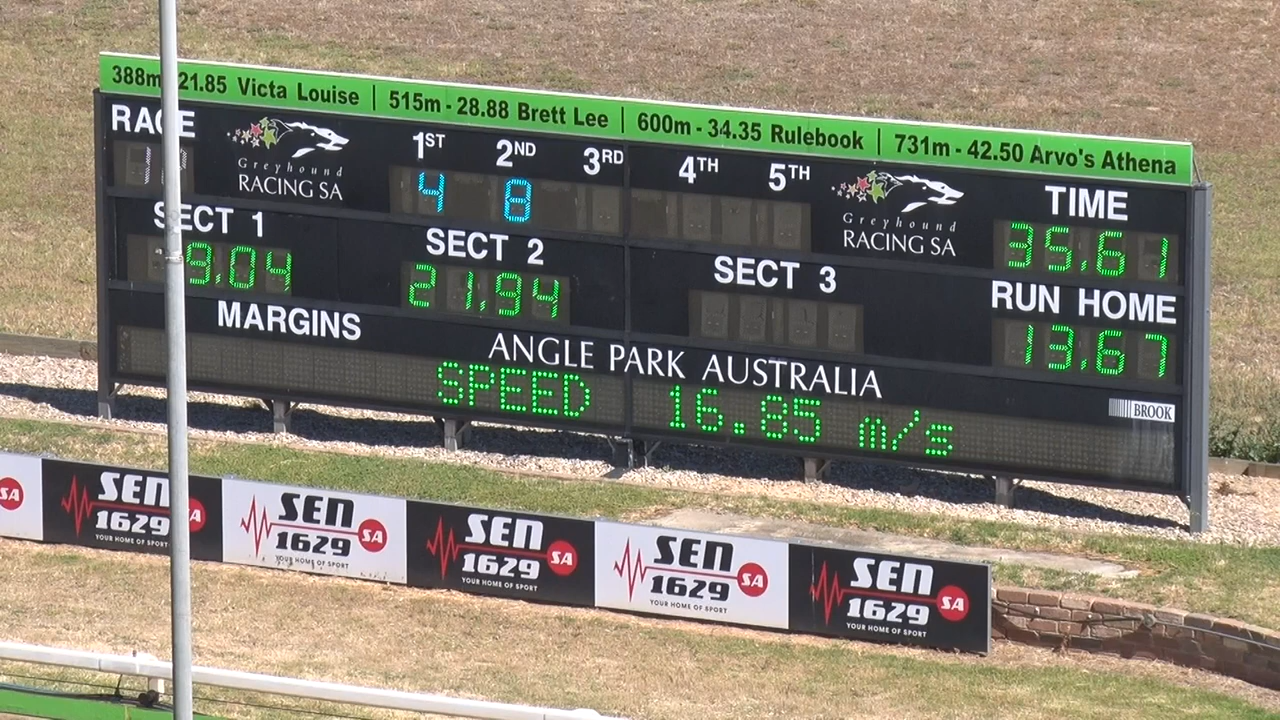 388m 21.85 Victa Louise | 515m - 28.88 Brett Lee | 600m - 34.35 Rulebook | 731m - 42.50 Arvo's Athena
RACE
Greyhound
RACING SA
1ST 2ND 3RD 4TH 5TH
4 8
Greyhound
RACING SA
TIME
35.61
SECT 1
9.04
SECT 2
21.94
SECT 3
RUN HOME
13.67
MARGINS
ANGLE PARK AUSTRALIA
SPEED 16.85 m/s
BROOK
SA
SEN
1629
SA
SEN
1629
SA
YOUR HOME OF SPORT
SEN
1629
SA
YOUR HOME OF SPORT
SEN
1629
SA
YOUR HOME OF SPORT
SEN
1629
SA
YOUR HOME OF SPORT